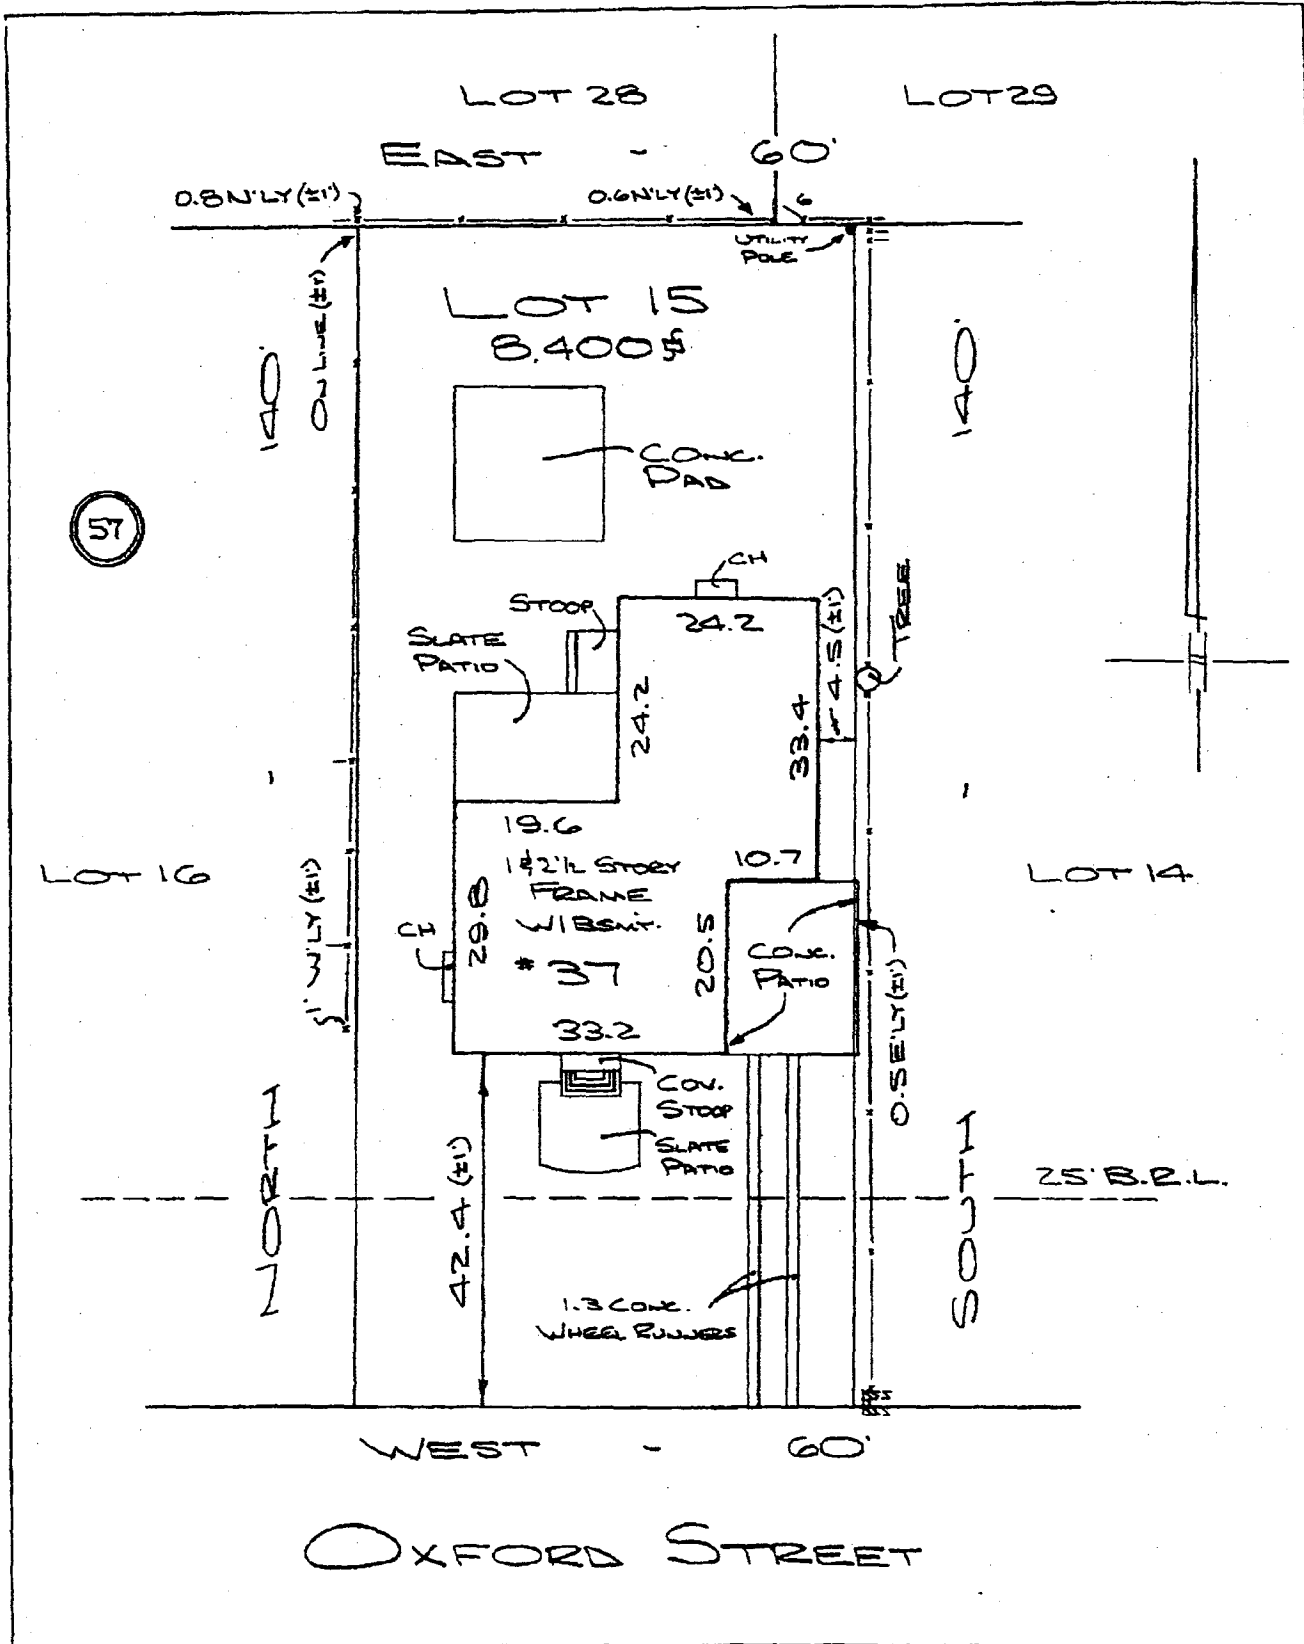 LOT 28
LOT 29
EAST - 60'
0.8 N'LY (±1')
0.6 N'LY (±1')
6
UTILITY
POLE
ON LINE (±1')
LOT 15
8,400 SF
140'
140'
CONC.
PAD
57
CH
STOOP
24.2
SLATE
PATIO
4.5 (±1')
TREE
24.2
33.4
19.6
1 & 2 1/2 STORY
FRAME
W/BSMT.
# 37
10.7
LOT 16
LOT 14
1' W'LY (±1')
CH
29.8
20.5
CONC.
PATIO
33.2
0.5 E'LY (±1')
COV.
STOOP
SLATE
PATIO
NORTH -
SOUTH -
42.4 (±1')
25' B.R.L.
1.3 CONC.
WHEEL RUNNERS
WEST - 60'
OXFORD STREET